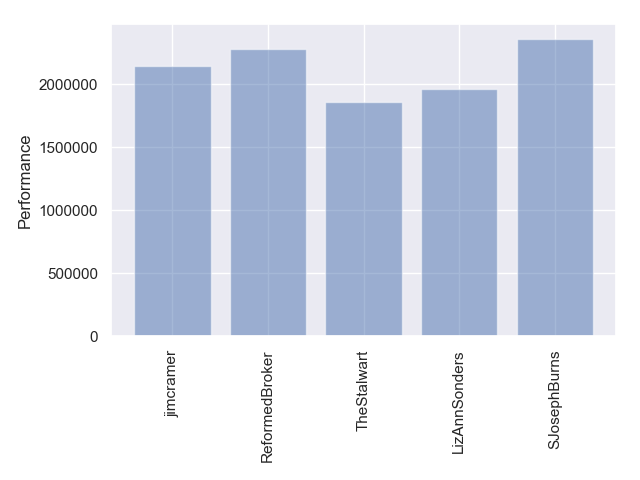 Performance
2000000
1500000
1000000
500000
0
jimcramer
ReformedBroker
TheStalwart
LizAnnSonders
SJosephBurns